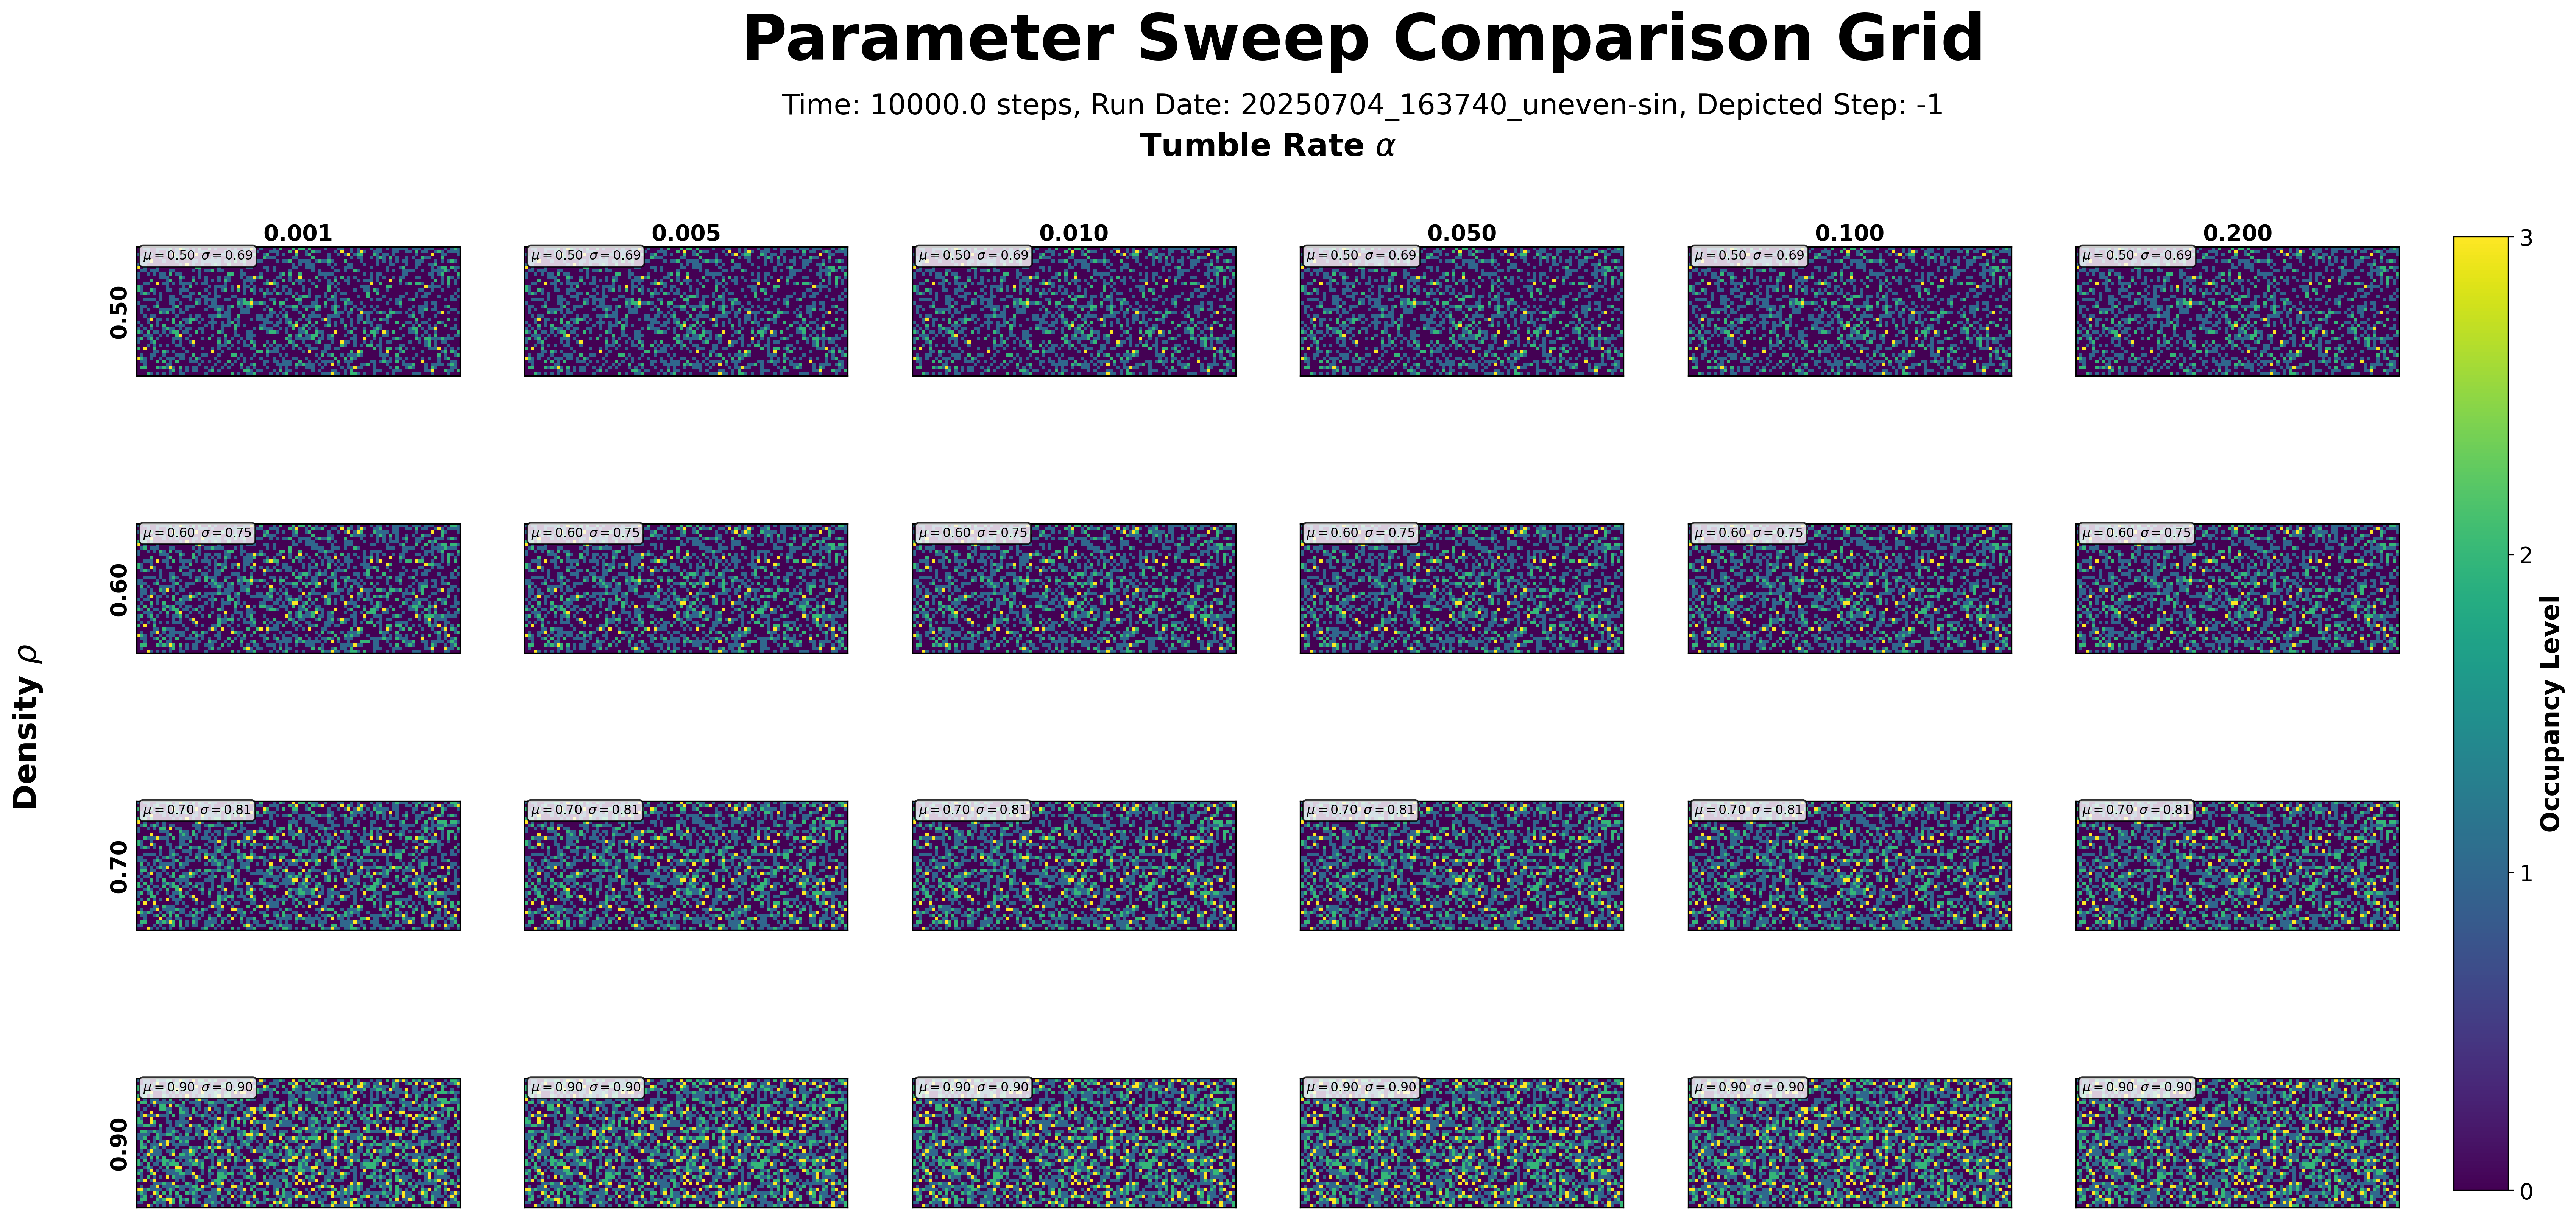 Parameter Sweep Comparison Grid
Time: 10000.0 steps, Run Date: 20250704_163740_uneven-sin, Depicted Step: -1
Tumble Rate α
0.001 0.005 0.010 0.050 0.100 0.200
0.50
μ = 0.50 σ = 0.69
μ = 0.50 σ = 0.69
μ = 0.50 σ = 0.69
μ = 0.50 σ = 0.69
μ = 0.50 σ = 0.69
μ = 0.50 σ = 0.69
0.60
μ = 0.60 σ = 0.75
μ = 0.60 σ = 0.75
μ = 0.60 σ = 0.75
μ = 0.60 σ = 0.75
μ = 0.60 σ = 0.75
μ = 0.60 σ = 0.75
Density ρ
0.70
μ = 0.70 σ = 0.81
μ = 0.70 σ = 0.81
μ = 0.70 σ = 0.81
μ = 0.70 σ = 0.81
μ = 0.70 σ = 0.81
μ = 0.70 σ = 0.81
0.90
μ = 0.90 σ = 0.90
μ = 0.90 σ = 0.90
μ = 0.90 σ = 0.90
μ = 0.90 σ = 0.90
μ = 0.90 σ = 0.90
μ = 0.90 σ = 0.90
3
2
1
0
Occupancy Level